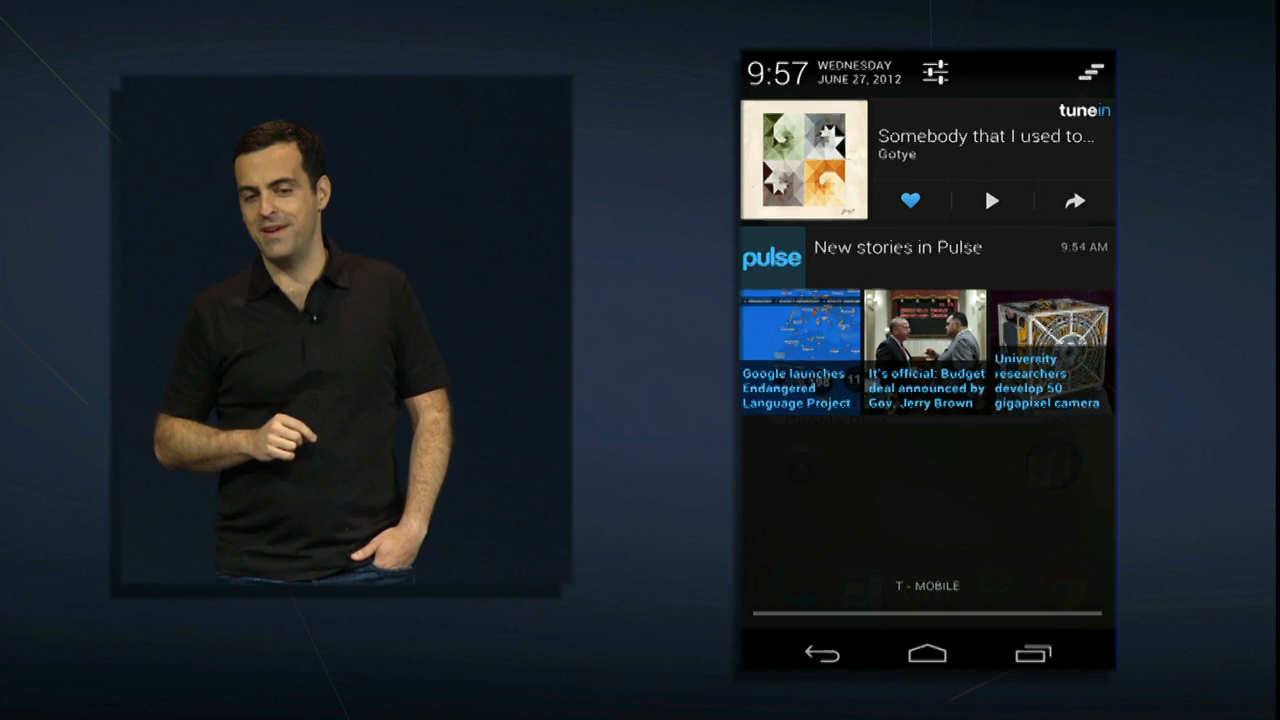 9:57
WEDNESDAY
JUNE 27, 2012
tunein
Somebody that I used to...
Gotye
pulse
New stories in Pulse
9:54 AM
Google launches
Endangered
Language Project
It's official: Budget
deal announced by
Gov. Jerry Brown
University
researchers
develop 50
gigapixel camera
T - MOBILE